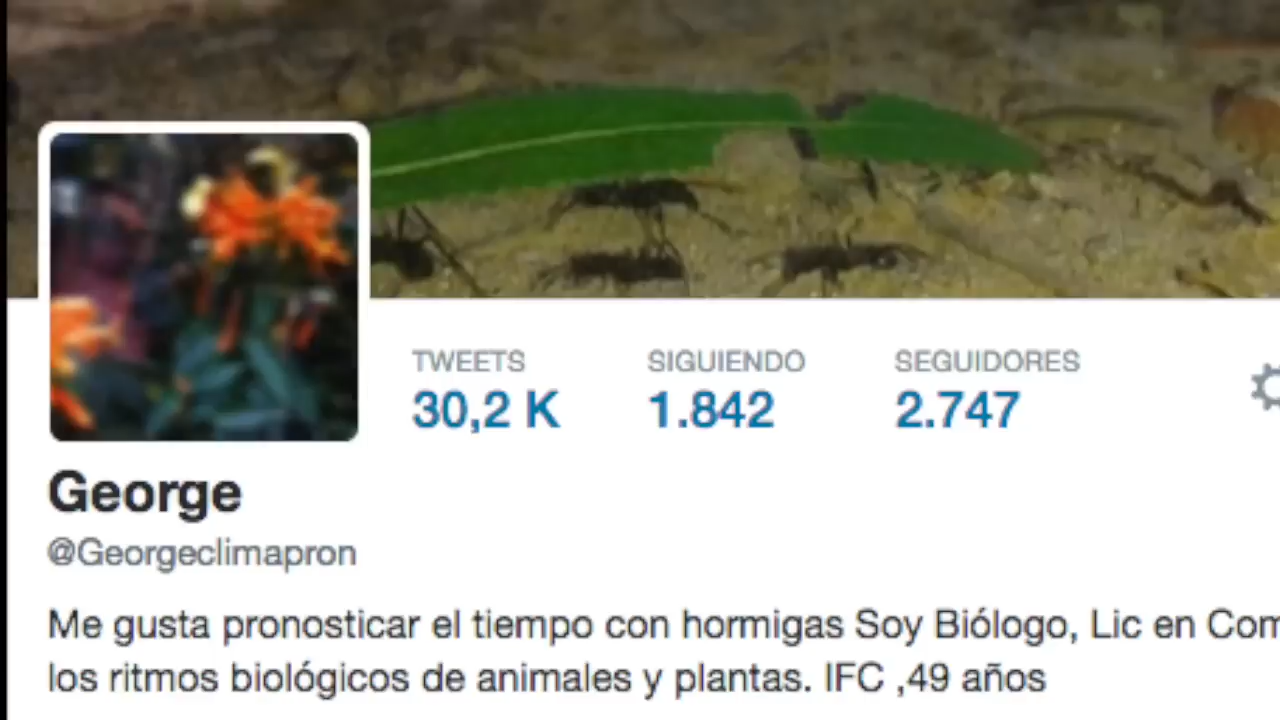 TWEETS SIGUIENDO SEGUIDORES
30,2 K 1.842 2.747
George
@Georgeclimapron
Me gusta pronosticar el tiempo con hormigas Soy Biólogo, Lic en Com
los ritmos biológicos de animales y plantas. IFC ,49 años